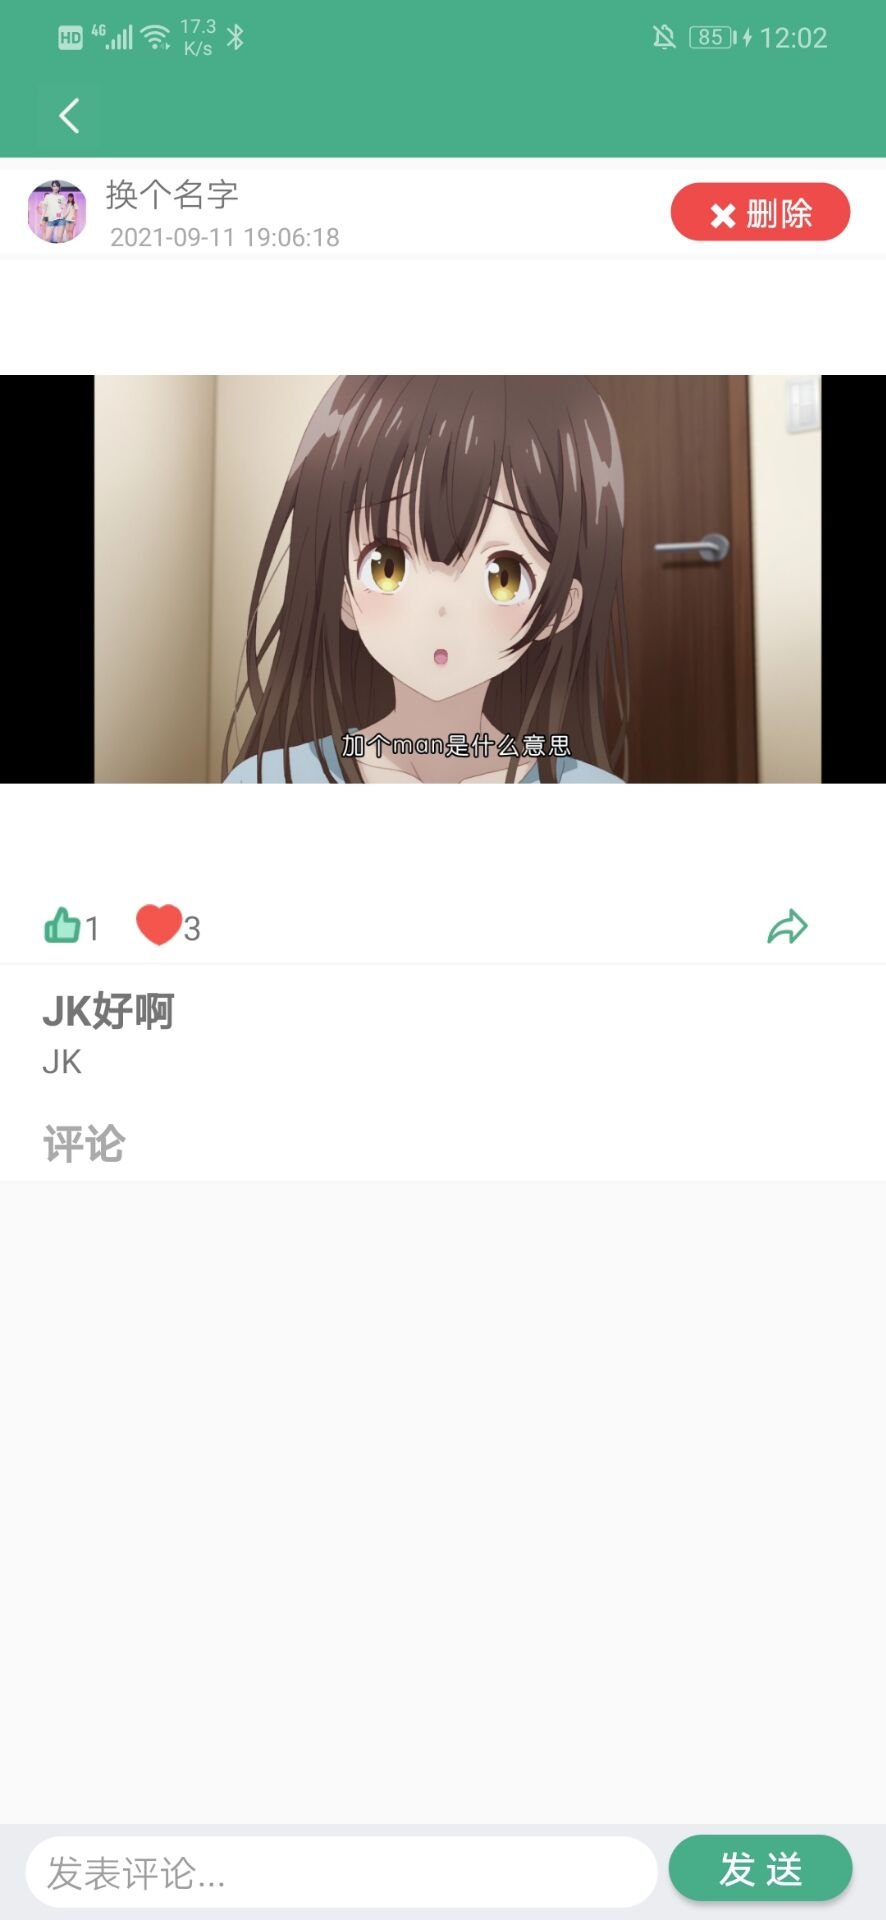 HD 4G 17.3 K/s 85 12:02
换个名字
2021-09-11 19:06:18
删除
加个man是什么意思
1 3
JK好啊
JK
评论
发表评论...
发送